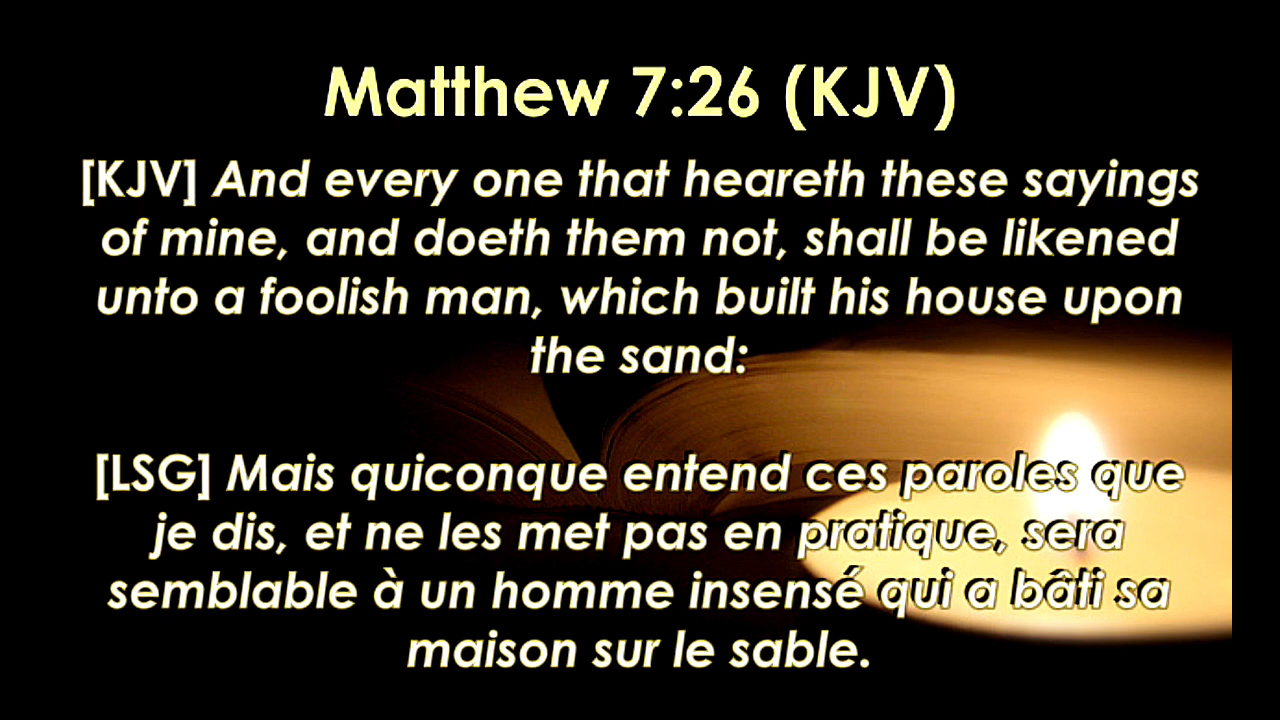 Matthew 7:26 (KJV)
[KJV] And every one that heareth these sayings
of mine, and doeth them not, shall be likened
unto a foolish man, which built his house upon
the sand:
[LSG] Mais quiconque entend ces paroles que
je dis, et ne les met pas en pratique, sera
semblable à un homme insensé qui a bâti sa
maison sur le sable.